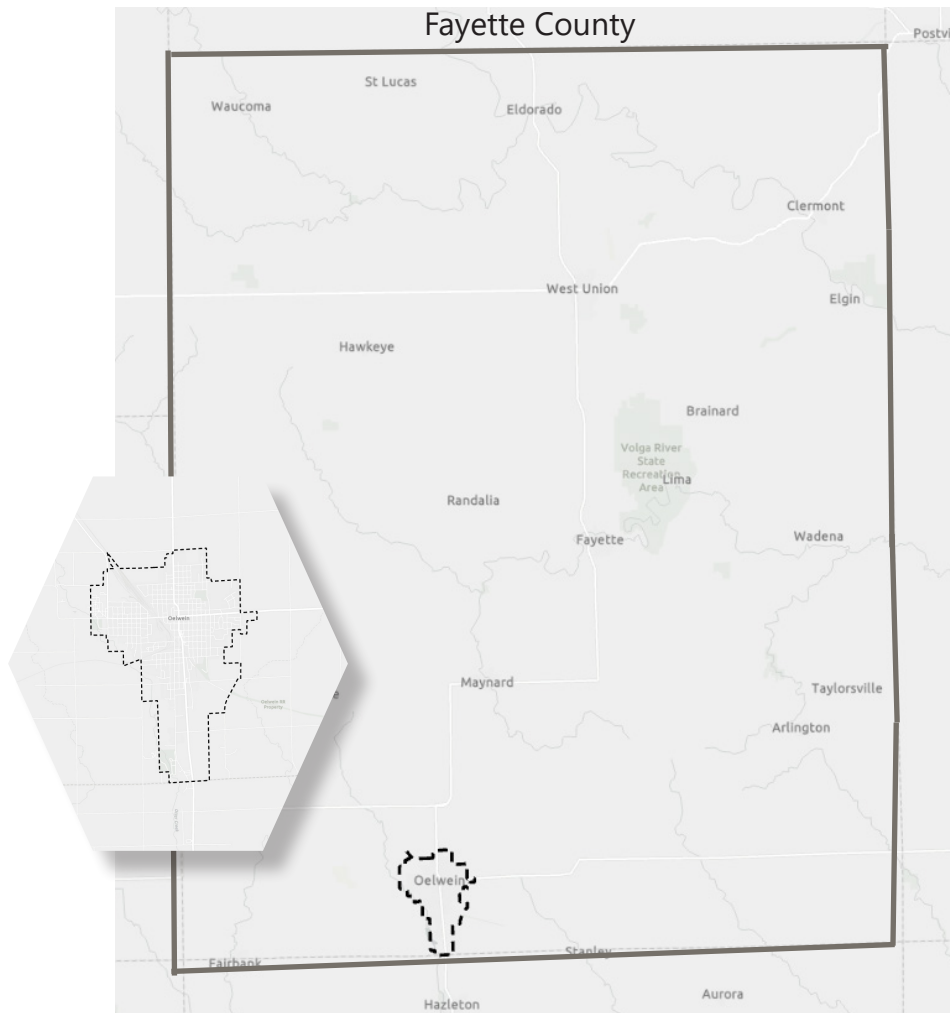 Fayette County
Postvi
St Lucas
Waucoma
Eldorado
Clermont
West Union
Elgin
Hawkeye
Brainard
Volga River
State
Recreation
Area
Lima
Randalia
Fayette
Wadena
Oelwein
Maynard
e
Taylorsville
Arlington
Oelwein
Stanley
Fairbank
Aurora
Hazleton